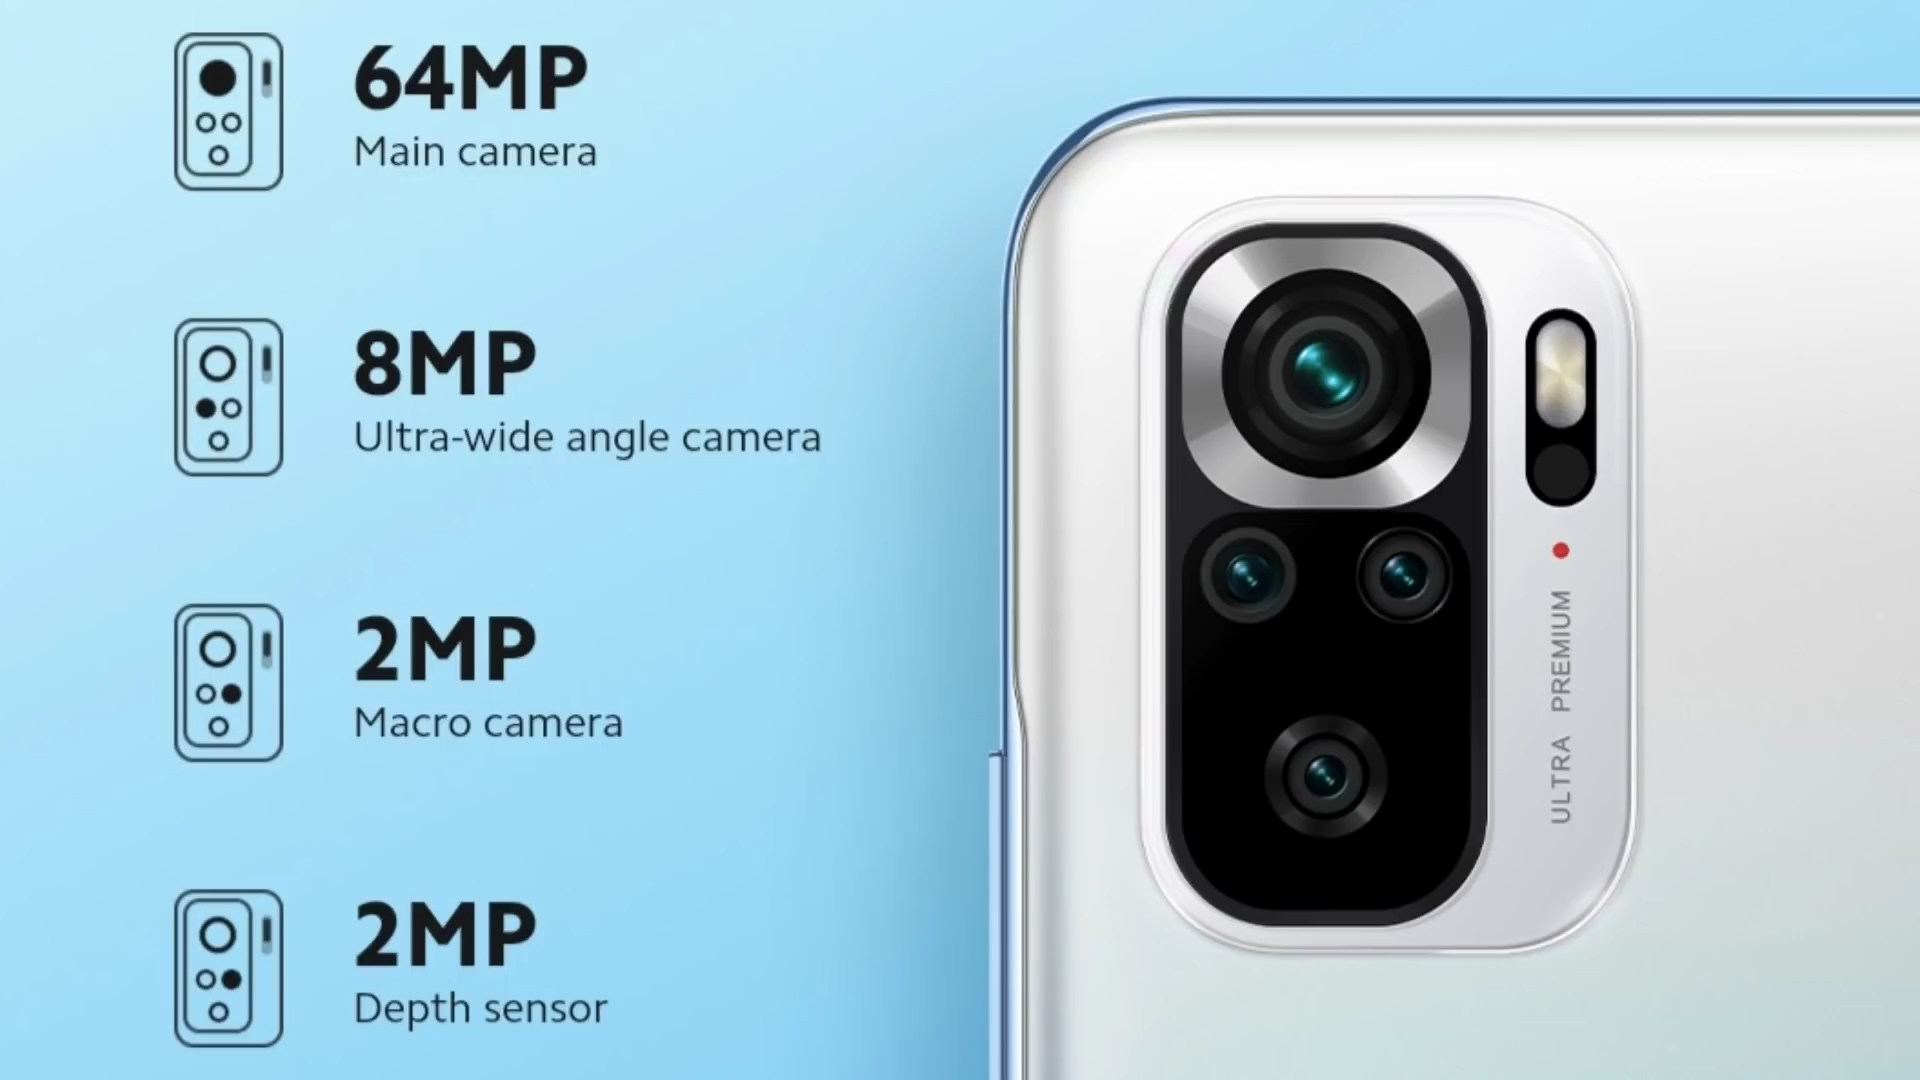 64MP
Main camera
8MP
Ultra-wide angle camera
2MP
Macro camera
2MP
Depth sensor
ULTRA PREMIUM